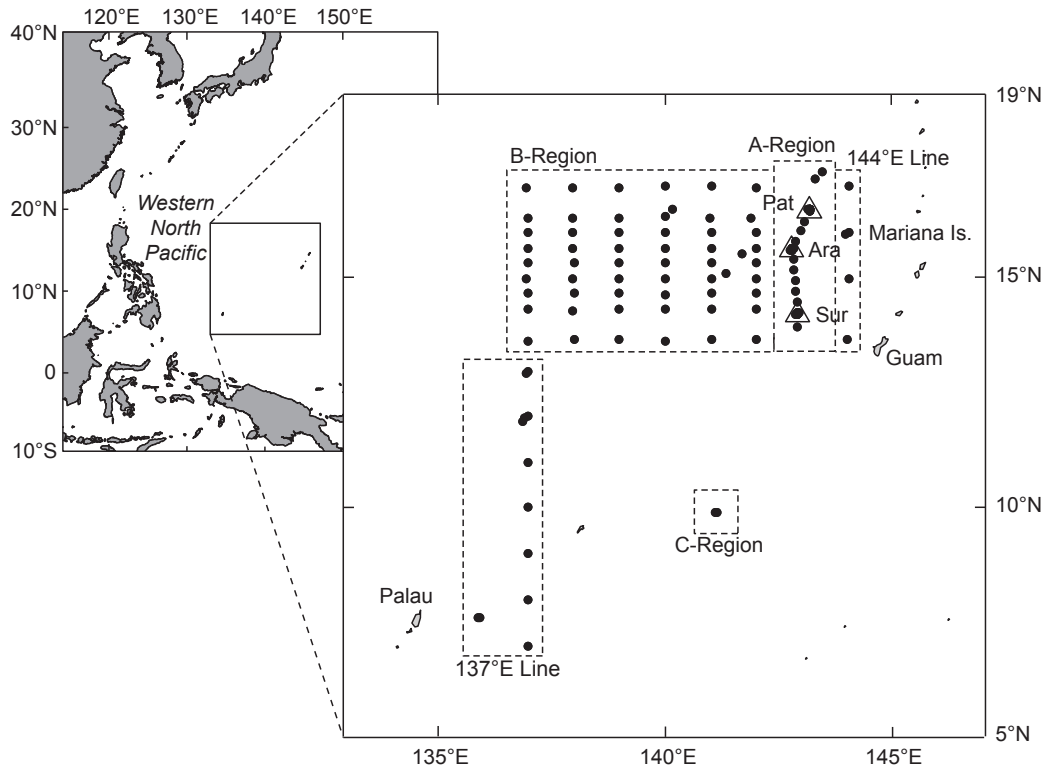 120°E 130°E 140°E 150°E
40°N
30°N
20°N
10°N
0
10°S
Western
North
Pacific
19°N
15°N
10°N
5°N
B-Region
A-Region
144°E Line
Pat
Mariana Is.
Ara
Sur
Guam
C-Region
Palau
137°E Line
135°E 140°E 145°E